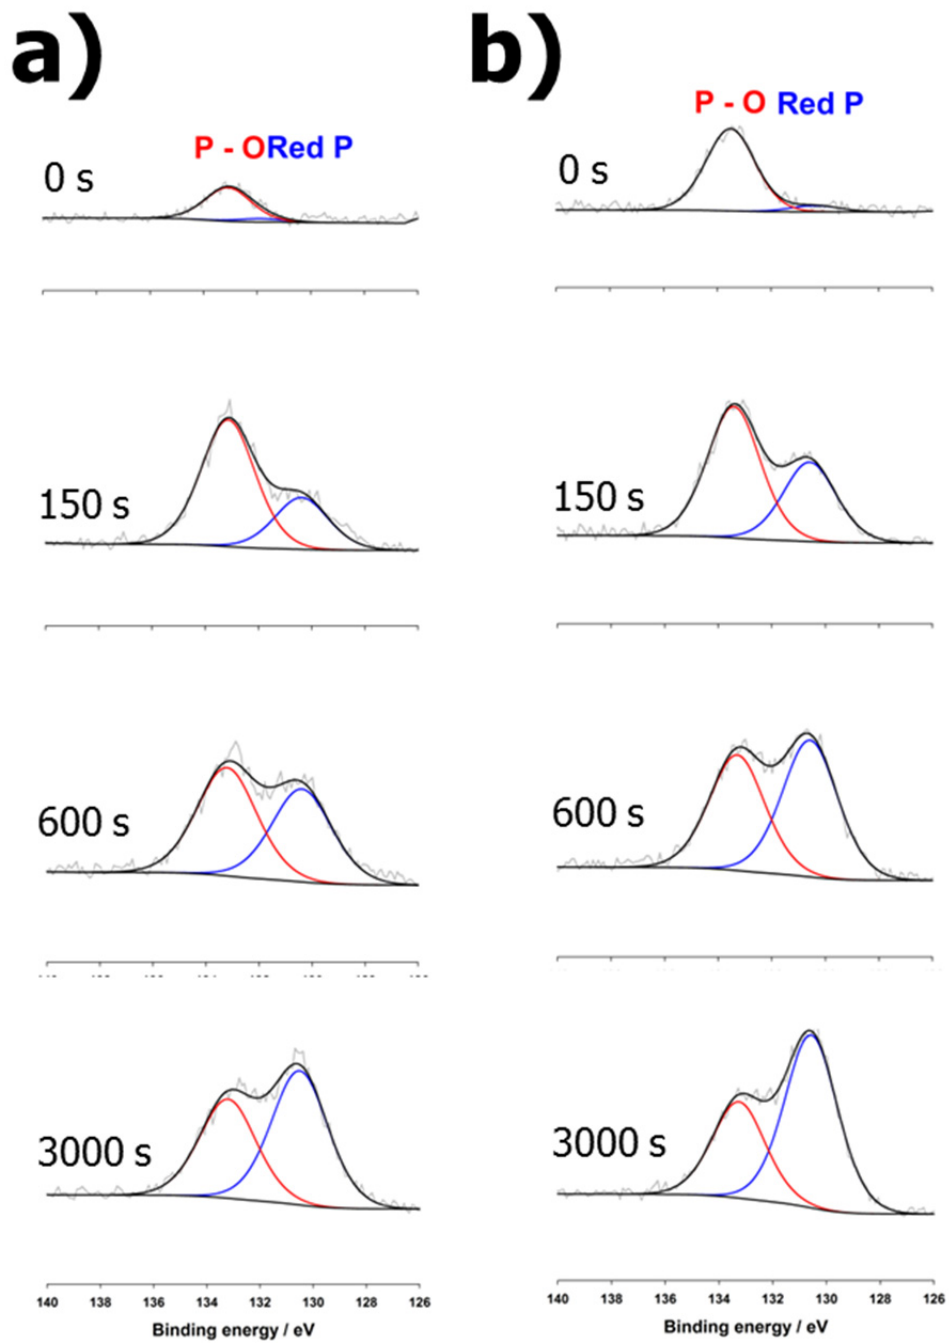 a)
P - O Red P
0 s
150 s
600 s
3000 s
140 138 136 134 132 130 128 126
Binding energy / eV
b)
P - O Red P
0 s
150 s
600 s
3000 s
140 138 136 134 132 130 128 126
Binding energy / eV